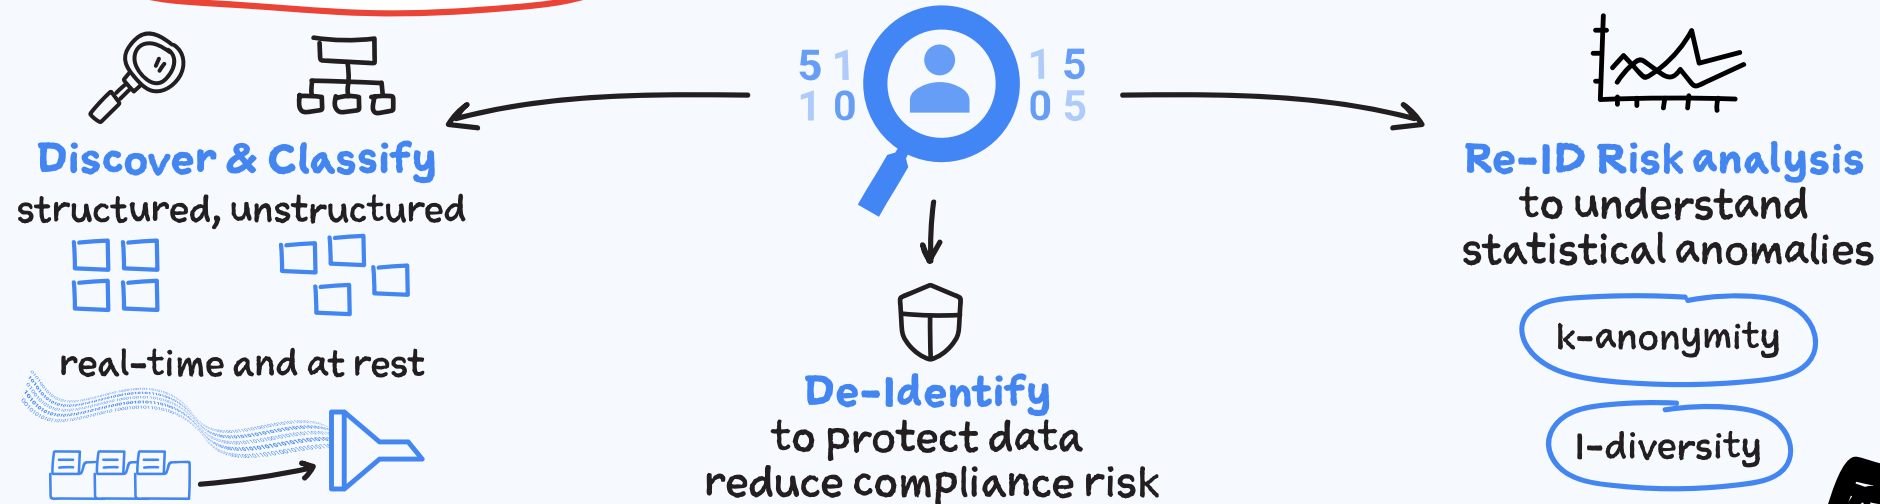 5 1
1 0
1 5
0 5
Discover & Classify
structured, unstructured
real-time and at rest
De-Identify
to protect data
reduce compliance risk
Re-ID Risk analysis
to understand
statistical anomalies
k-anonymity
l-diversity